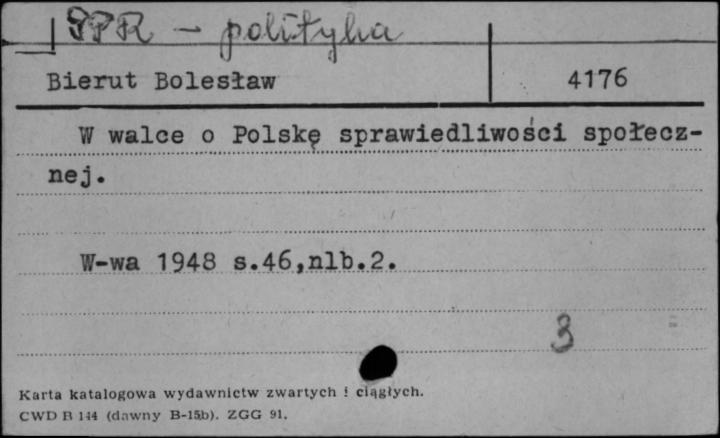 PPR - polityka
Bierut Bolesław 4176
W walce o Polskę sprawiedliwości społecz-
nej.
W-wa 1948 s.46,nlb.2.
3
Karta katalogowa wydawnictw zwartych i ciągłych.
CWD B 144 (dawny B-15b). ZGG 91.